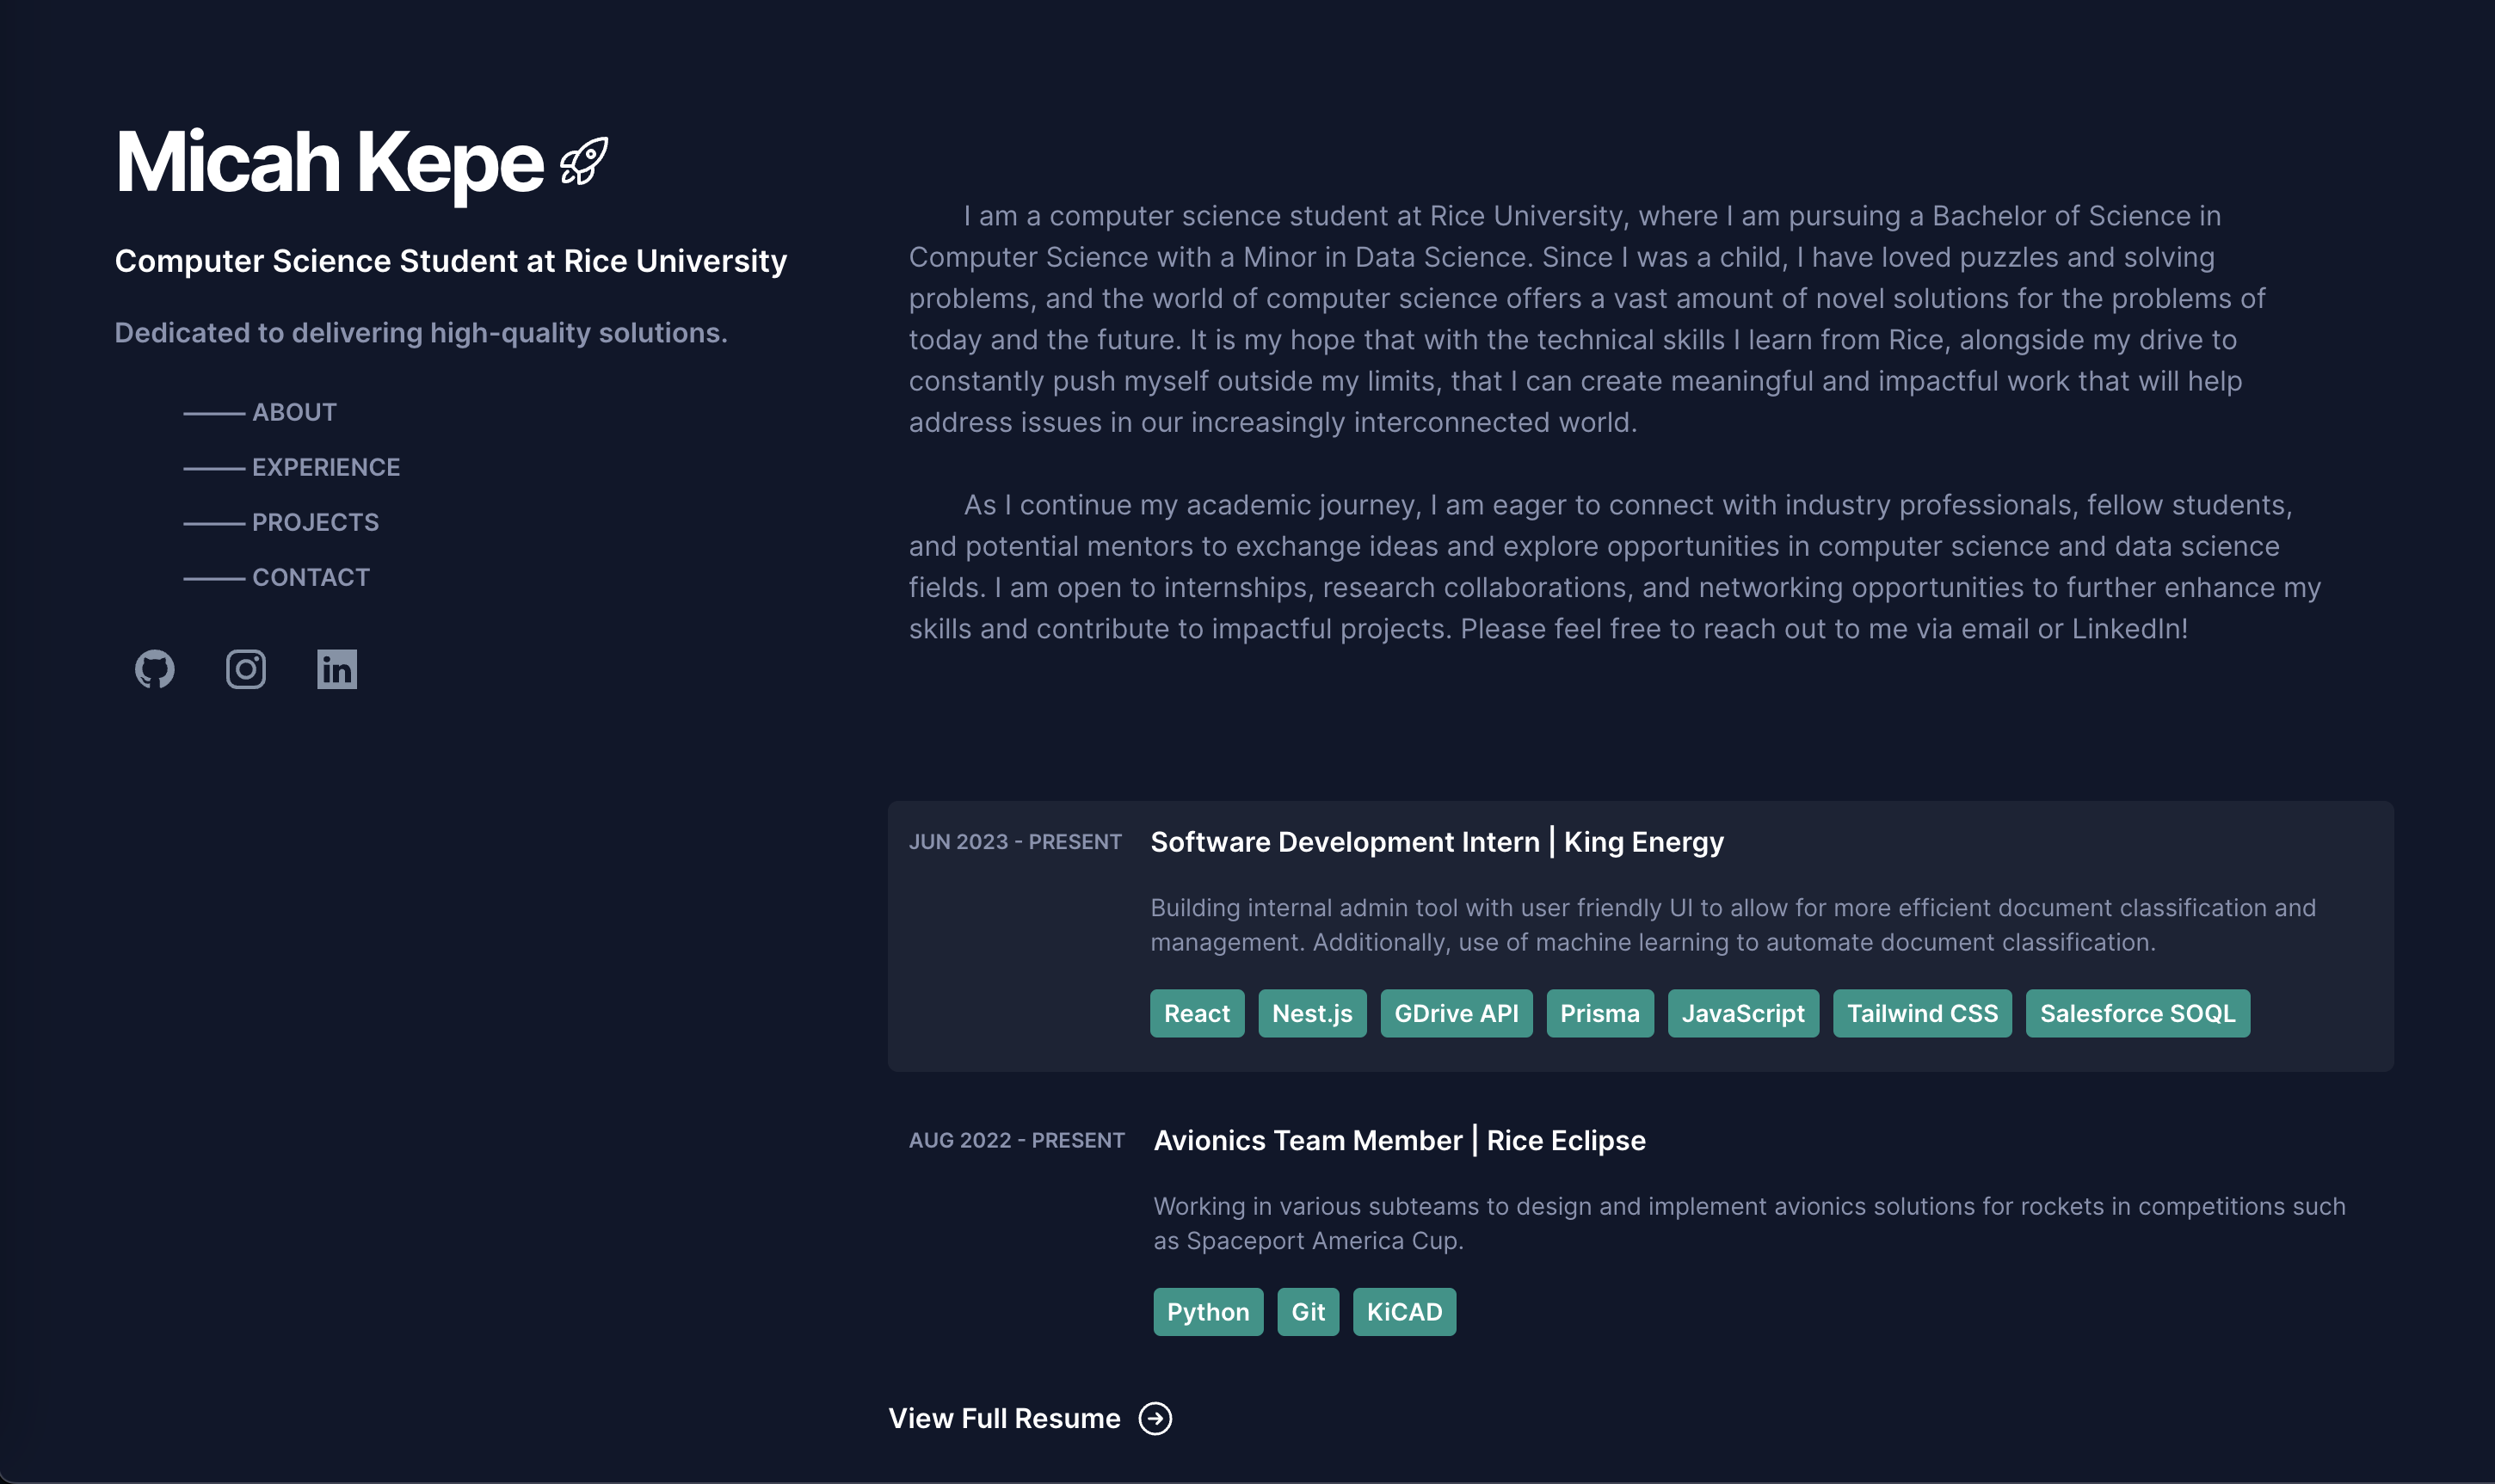 Micah Kepe
Computer Science Student at Rice University
Dedicated to delivering high-quality solutions.
ABOUT
EXPERIENCE
PROJECTS
CONTACT
in
I am a computer science student at Rice University, where I am pursuing a Bachelor of Science in
Computer Science with a Minor in Data Science. Since I was a child, I have loved puzzles and solving
problems, and the world of computer science offers a vast amount of novel solutions for the problems of
today and the future. It is my hope that with the technical skills I learn from Rice, alongside my drive to
constantly push myself outside my limits, that I can create meaningful and impactful work that will help
address issues in our increasingly interconnected world.
As I continue my academic journey, I am eager to connect with industry professionals, fellow students,
and potential mentors to exchange ideas and explore opportunities in computer science and data science
fields. I am open to internships, research collaborations, and networking opportunities to further enhance my
skills and contribute to impactful projects. Please feel free to reach out to me via email or LinkedIn!
JUN 2023 - PRESENT Software Development Intern | King Energy
Building internal admin tool with user friendly UI to allow for more efficient document classification and
management. Additionally, use of machine learning to automate document classification.
React Nest.js GDrive API Prisma JavaScript Tailwind CSS Salesforce SOQL
AUG 2022 - PRESENT Avionics Team Member | Rice Eclipse
Working in various subteams to design and implement avionics solutions for rockets in competitions such
as Spaceport America Cup.
Python Git KiCAD
View Full Resume